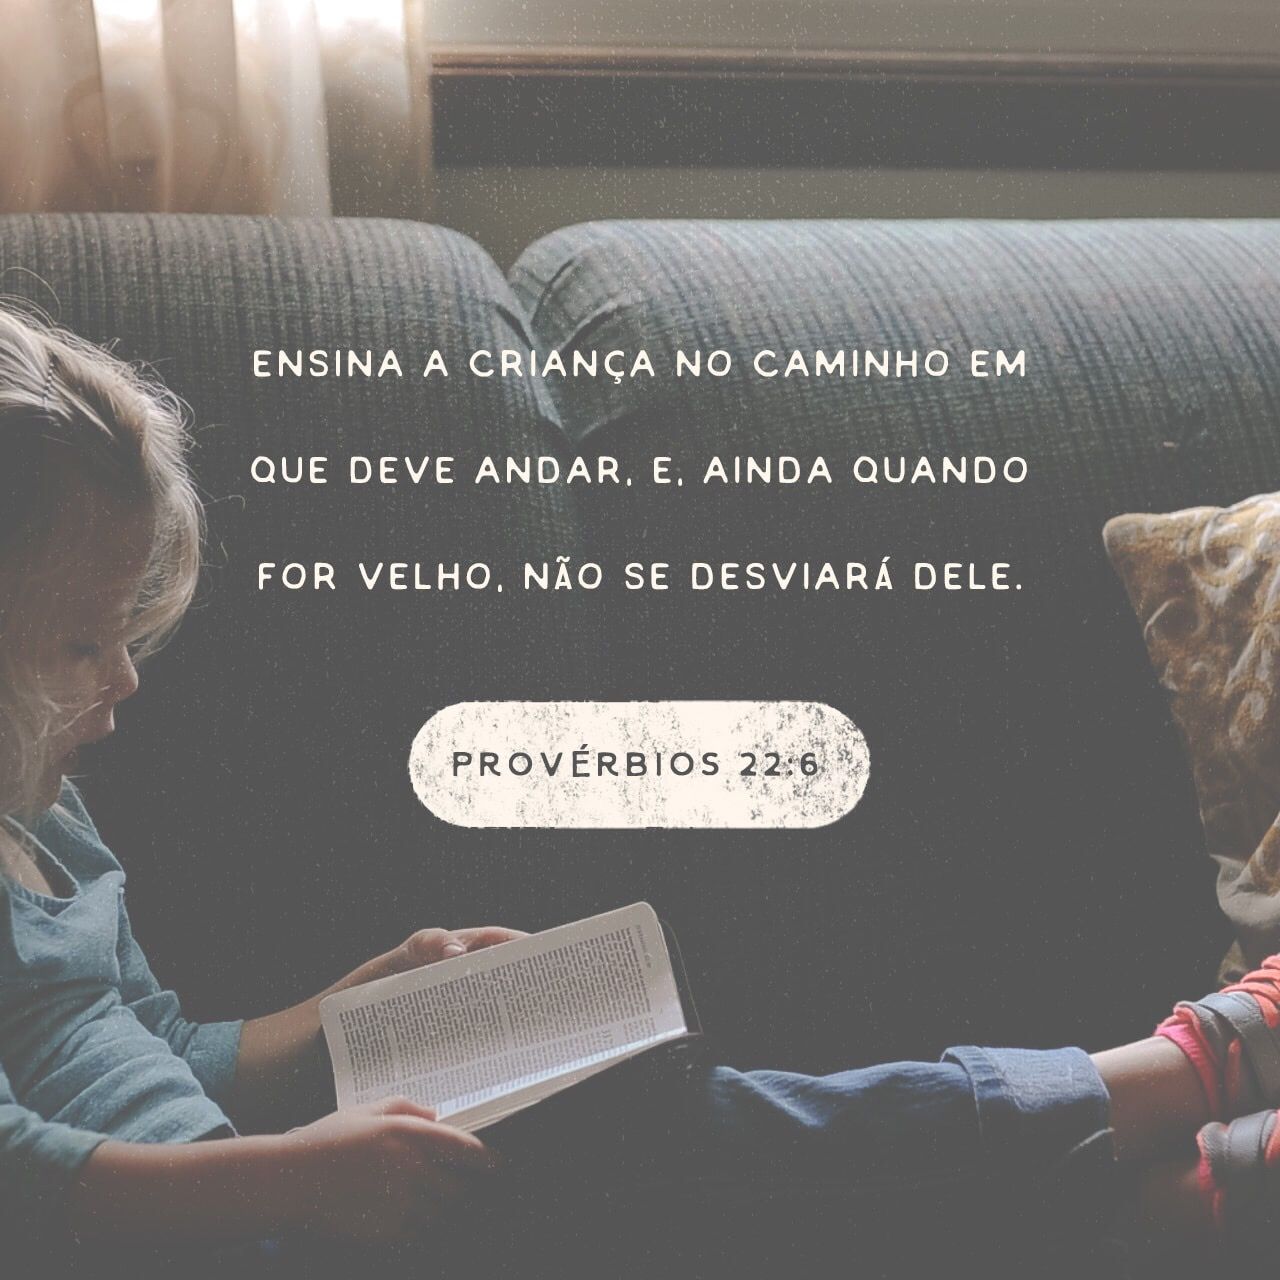 ENSINA A CRIANÇA NO CAMINHO EM
QUE DEVE ANDAR, E, AINDA QUANDO
FOR VELHO, NÃO SE DESVIARÁ DELE.
PROVÉRBIOS 22:6